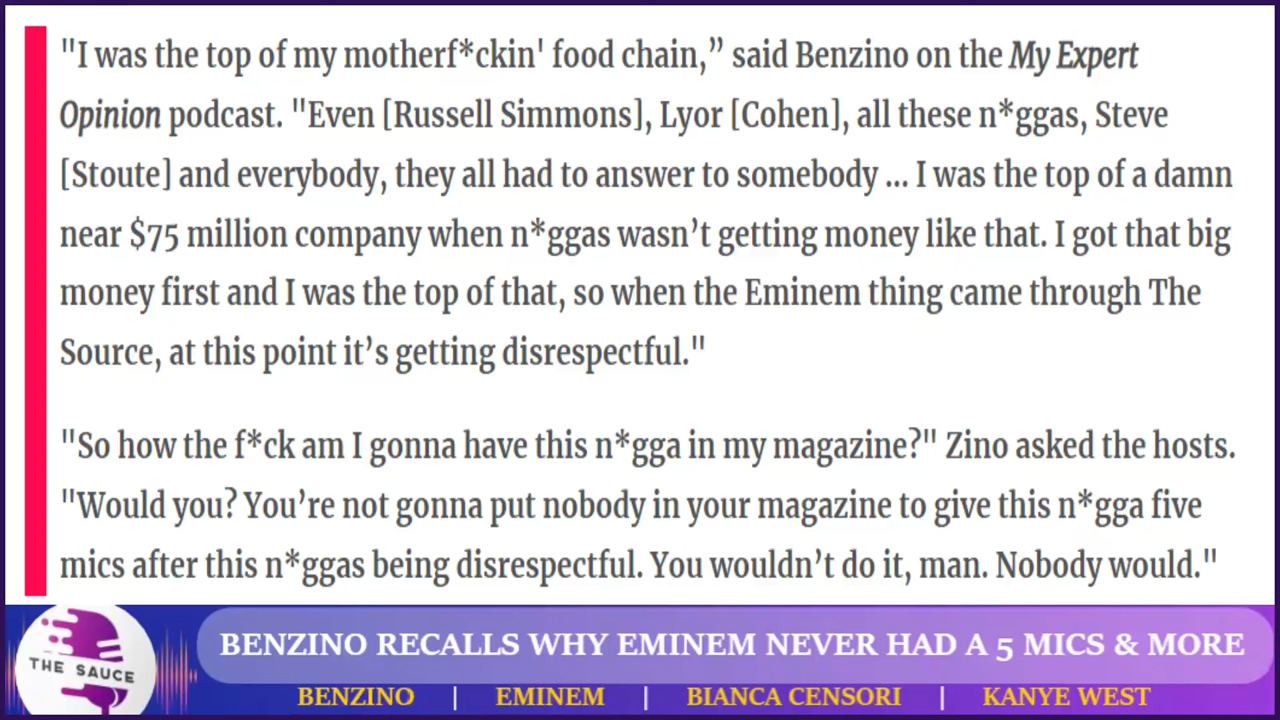 "I was the top of my motherf*ckin' food chain,” said Benzino on the My Expert
Opinion podcast. "Even [Russell Simmons], Lyor [Cohen], all these n*ggas, Steve
[Stoute] and everybody, they all had to answer to somebody ... I was the top of a damn
near $75 million company when n*ggas wasn’t getting money like that. I got that big
money first and I was the top of that, so when the Eminem thing came through The
Source, at this point it’s getting disrespectful."
"So how the f*ck am I gonna have this n*gga in my magazine?" Zino asked the hosts.
"Would you? You’re not gonna put nobody in your magazine to give this n*gga five
mics after this n*ggas being disrespectful. You wouldn’t do it, man. Nobody would."
THE SAUCE
BENZINO RECALLS WHY EMINEM NEVER HAD A 5 MICS & MORE
BENZINO | EMINEM | BIANCA CENSORI | KANYE WEST